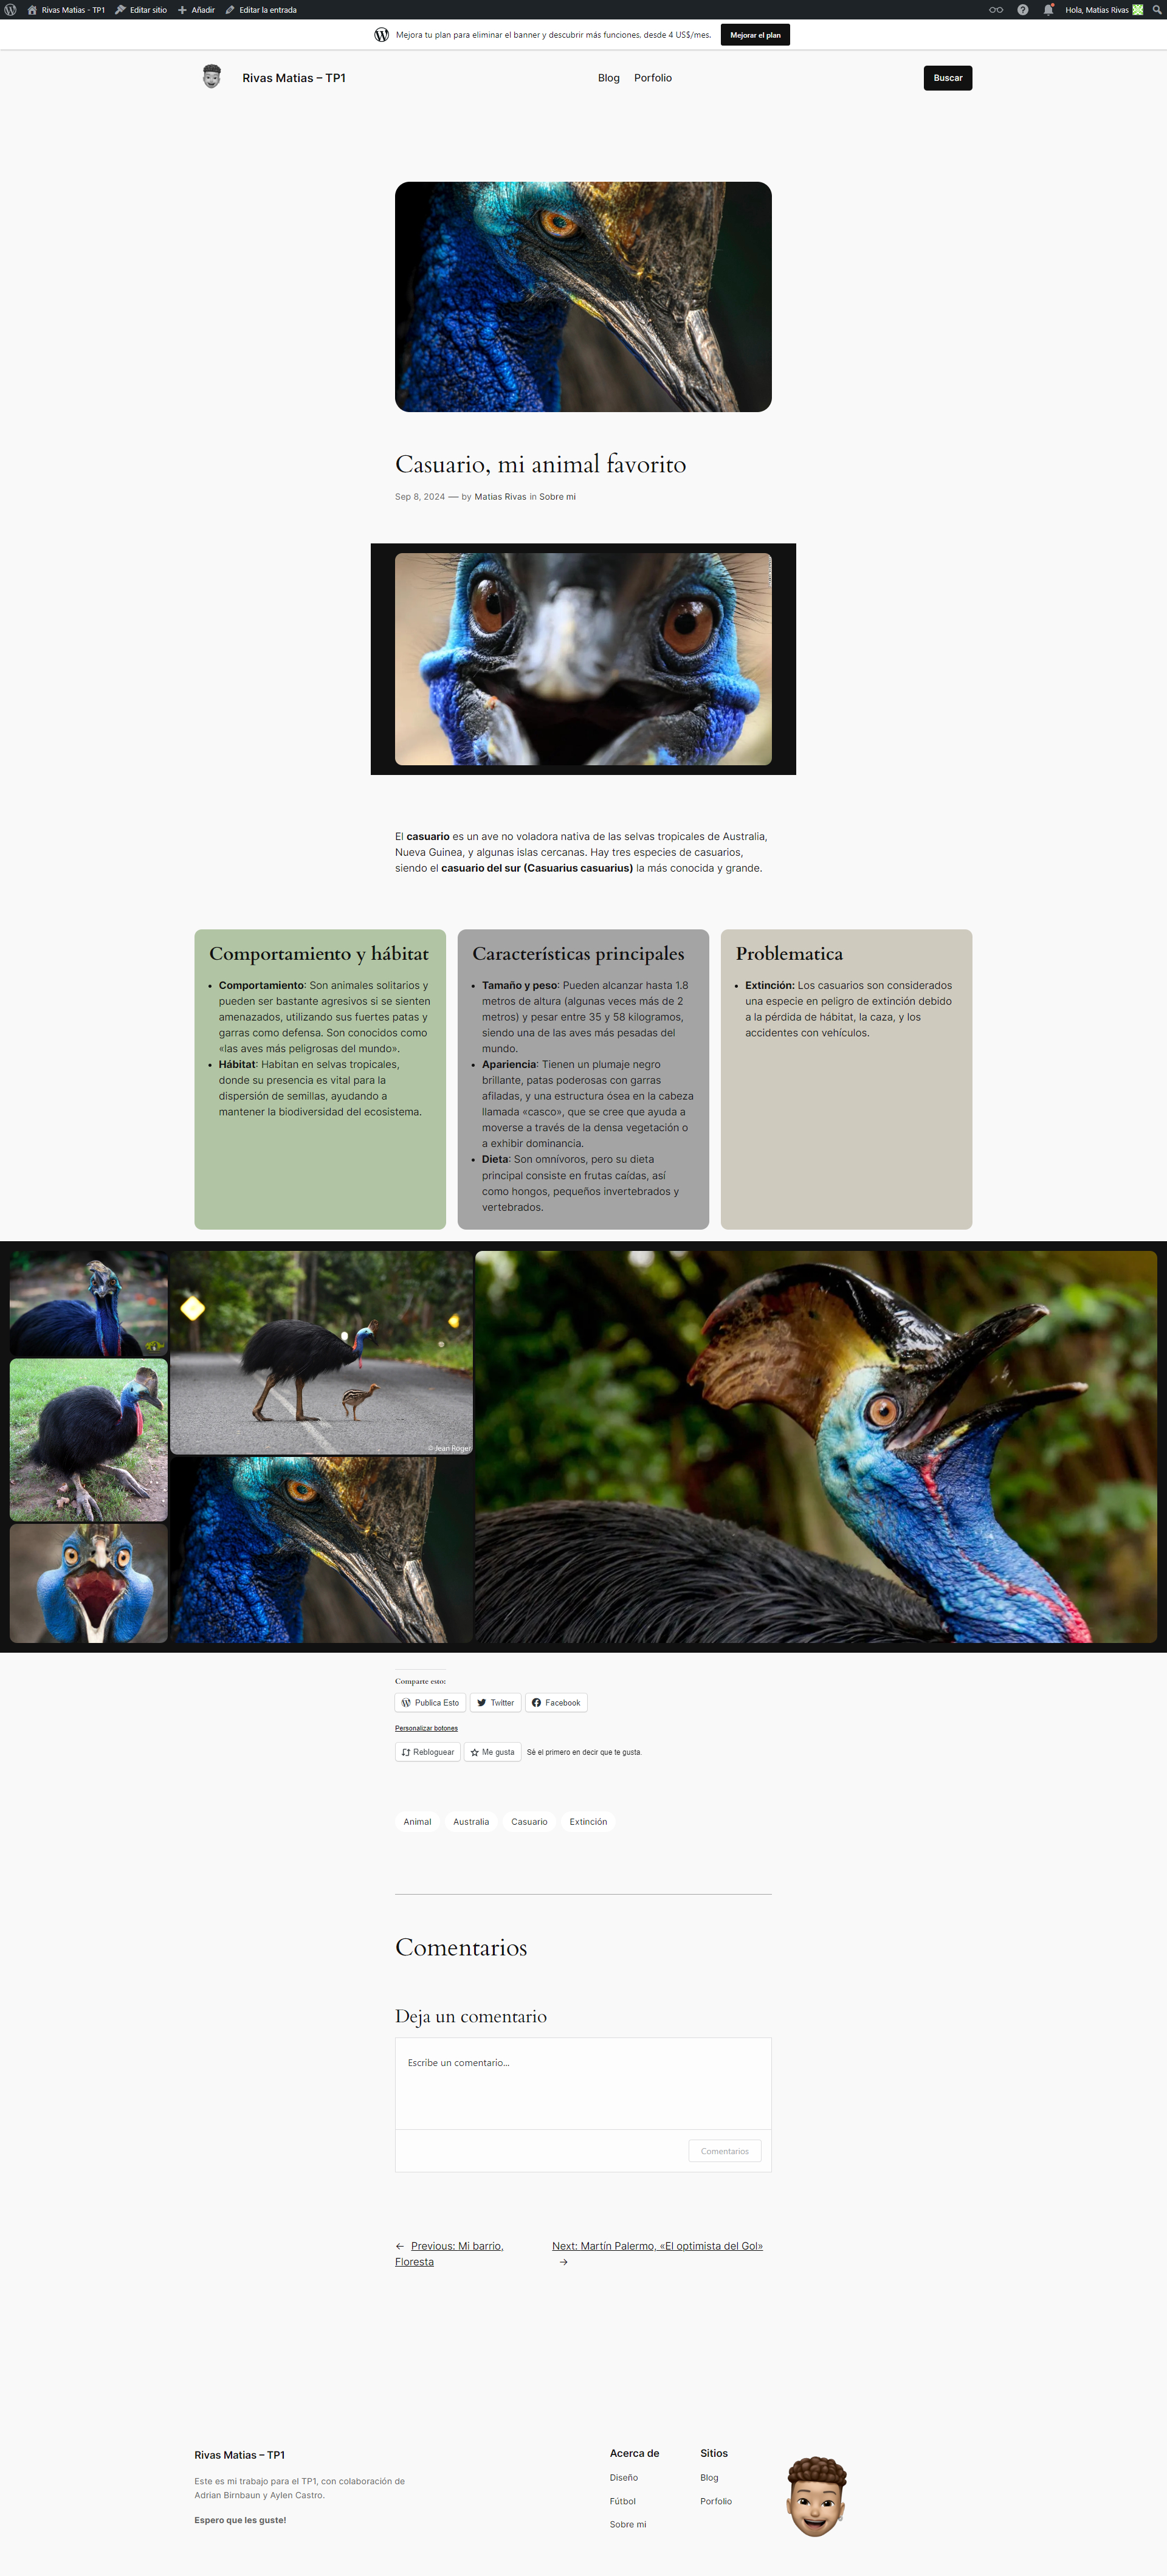 Rivas Matias - TP1 Editar sitio Añadir Editar la entrada Hola, Matias Rivas
Mejora tu plan para eliminar el banner y descubrir más funciones, desde 4 US$/mes. Mejorar el plan
Rivas Matias – TP1 Blog Porfolio Buscar
Casuario, mi animal favorito
Sep 8, 2024 — by Matias Rivas in Sobre mi
El casuario es un ave no voladora nativa de las selvas tropicales de Australia,
Nueva Guinea, y algunas islas cercanas. Hay tres especies de casuarios,
siendo el casuario del sur (Casuarius casuarius) la más conocida y grande.
Comportamiento y hábitat
• Comportamiento: Son animales solitarios y
pueden ser bastante agresivos si se sienten
amenazados, utilizando sus fuertes patas y
garras como defensa. Son conocidos como
«las aves más peligrosas del mundo».
• Hábitat: Habitan en selvas tropicales,
donde su presencia es vital para la
dispersión de semillas, ayudando a
mantener la biodiversidad del ecosistema.
Características principales
• Tamaño y peso: Pueden alcanzar hasta 1.8
metros de altura (algunas veces más de 2
metros) y pesar entre 35 y 58 kilogramos,
siendo una de las aves más pesadas del
mundo.
• Apariencia: Tienen un plumaje negro
brillante, patas poderosas con garras
afiladas, y una estructura ósea en la cabeza
llamada «casco», que se cree que ayuda a
moverse a través de la densa vegetación o
a exhibir dominancia.
• Dieta: Son omnívoros, pero su dieta
principal consiste en frutas caídas, así
como hongos, pequeños invertebrados y
vertebrados.
Problematica
• Extinción: Los casuarios son considerados
una especie en peligro de extinción debido
a la pérdida de hábitat, la caza, y los
accidentes con vehículos.
© Jean Roger
Comparte esto:
Publica Esto Twitter Facebook
Personalizar botones
Rebloguear Me gusta Sé el primero en decir que te gusta.
Animal Australia Casuario Extinción
Comentarios
Deja un comentario
Escribe un comentario...
Comentarios
← Previous: Mi barrio,
Floresta
Next: Martín Palermo, «El optimista del Gol»
→
Rivas Matias – TP1
Este es mi trabajo para el TP1, con colaboración de
Adrian Birnbaun y Aylen Castro.
Espero que les guste!
Acerca de
Diseño
Fútbol
Sobre mi
Sitios
Blog
Porfolio